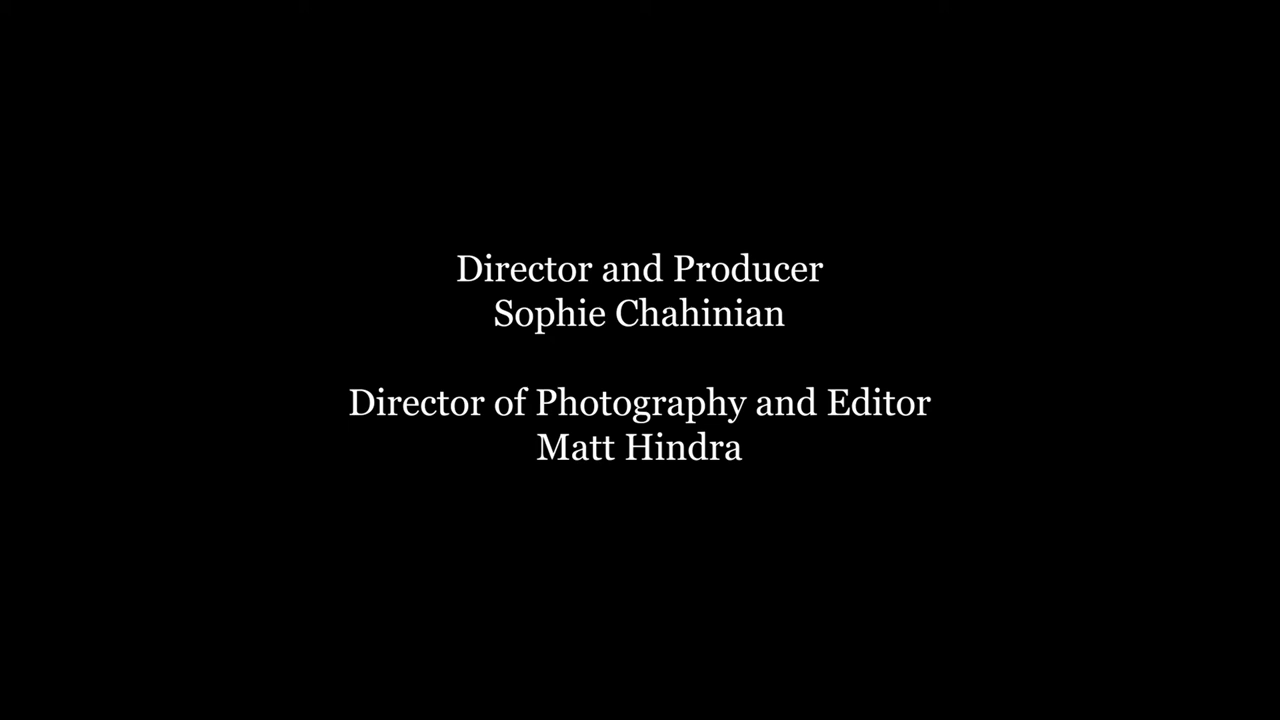 Director and Producer
Sophie Chahinian
Director of Photography and Editor
Matt Hindra